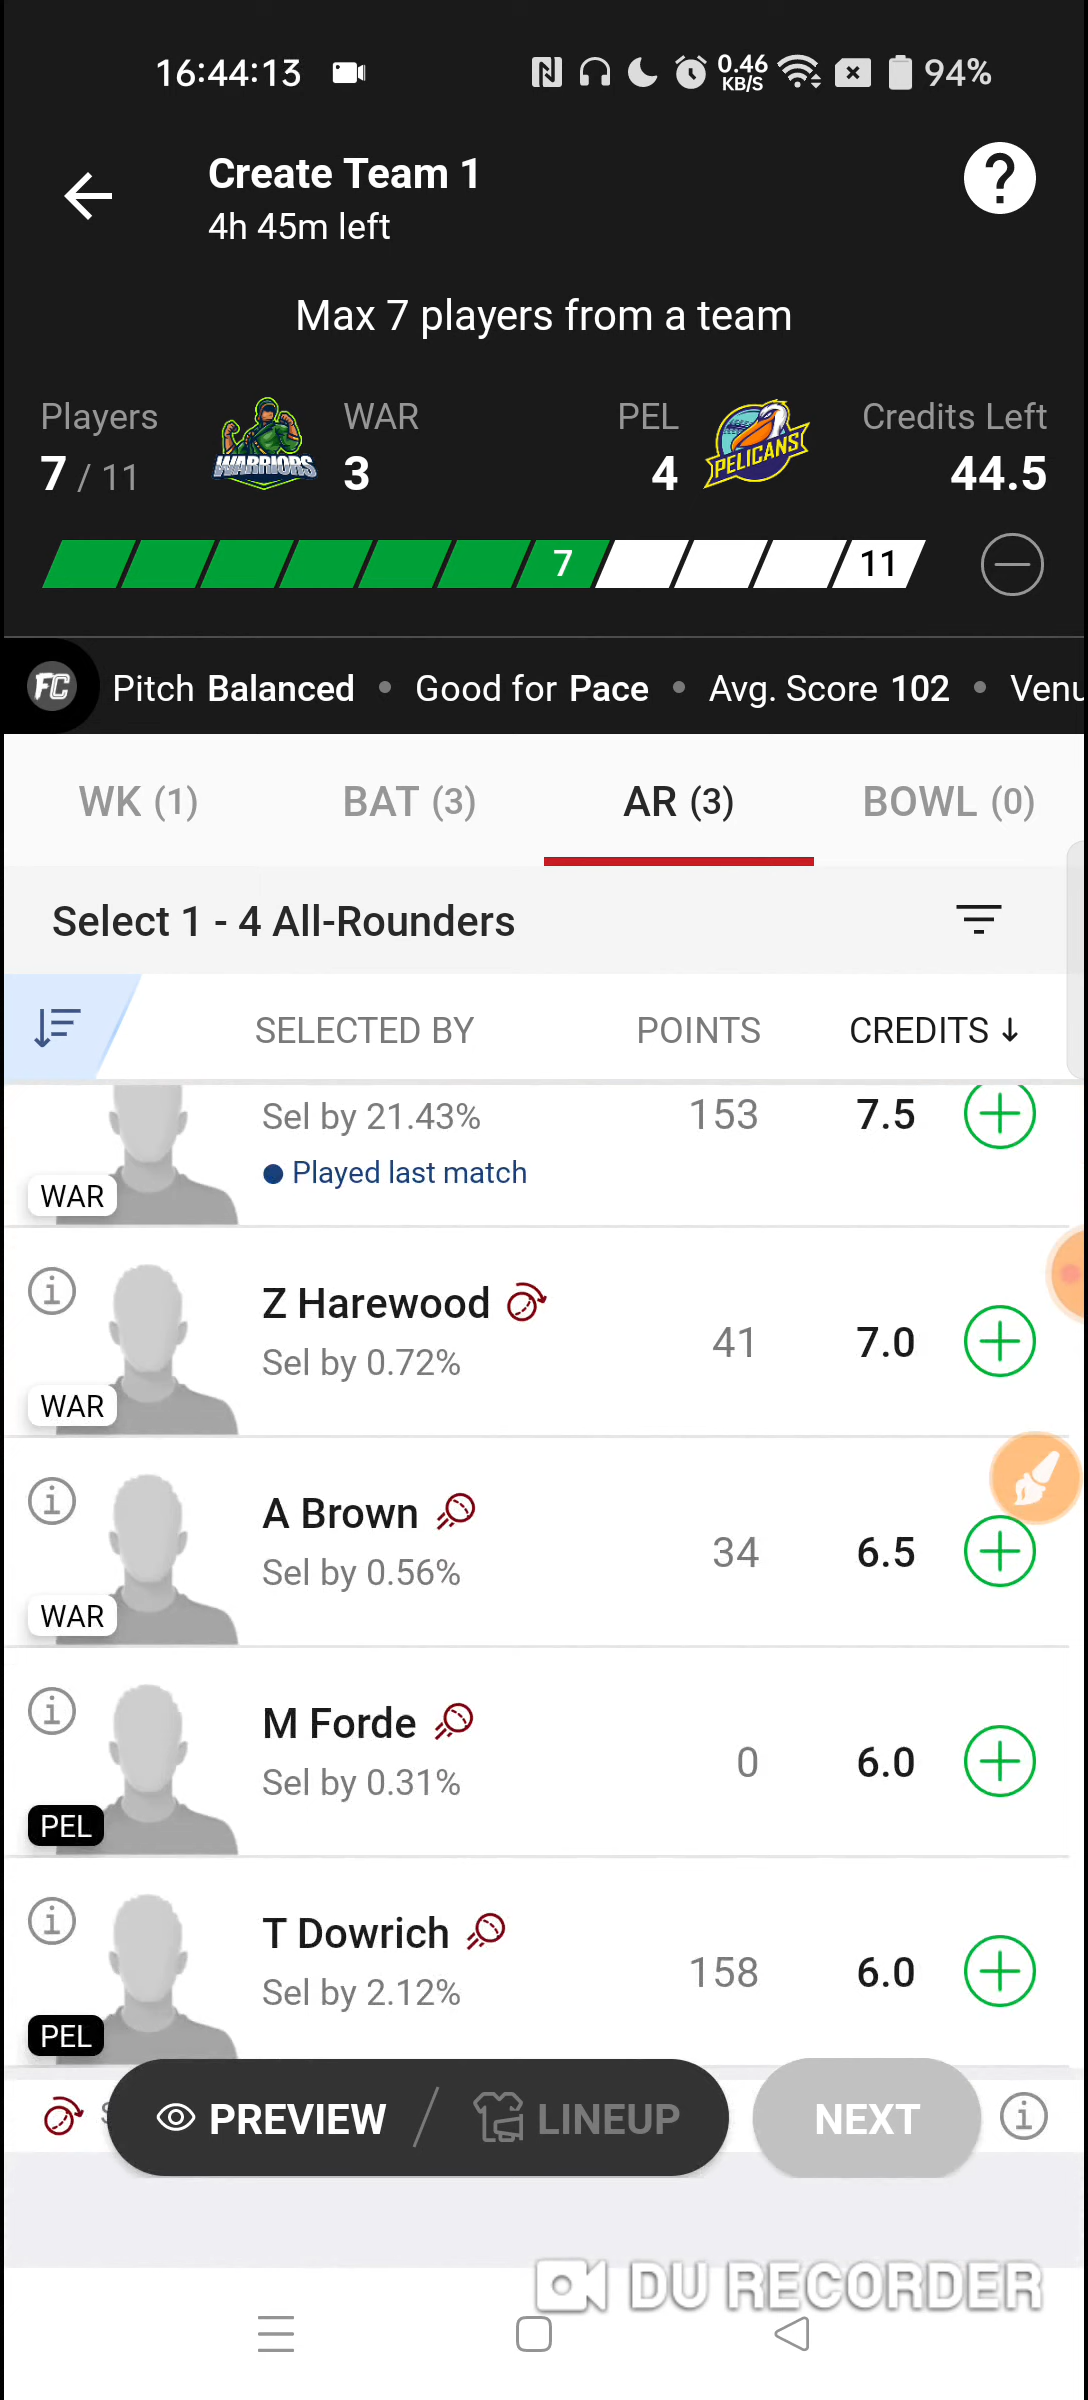 16:44:13
0.46
KB/S
94%
Create Team 1
4h 45m left
Max 7 players from a team
Players
WAR
PEL
Credits Left
7 / 11
WARRIORS
3
4
PELICANS
44.5
7
11
FC
Pitch Balanced • Good for Pace • Avg. Score 102 • Venu
WK (1)
BAT (3)
AR (3)
BOWL (0)
Select 1 - 4 All-Rounders
SELECTED BY
POINTS
CREDITS ↓
Sel by 21.43%
153
7.5
Played last match
WAR
Z Harewood
Sel by 0.72%
41
7.0
WAR
A Brown
Sel by 0.56%
34
6.5
WAR
M Forde
Sel by 0.31%
0
6.0
PEL
T Dowrich
Sel by 2.12%
158
6.0
PEL
PREVIEW
LINEUP
NEXT
DU RECORDER